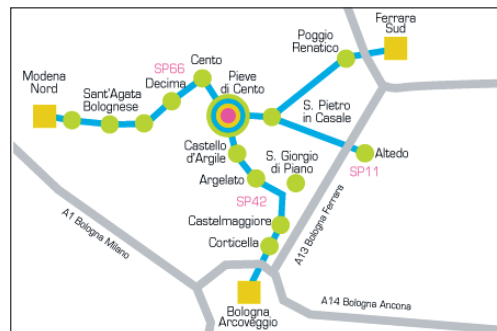 Ferrara
Sud
Poggio
Renatico
Cento
SP66
Decima
Pieve
di Cento
Modena
Nord
Sant'Agata
Bolognese
S. Pietro
in Casale
Castello
d'Argile
S. Giorgio
di Piano
Altedo
SP11
Argelato
SP42
Castelmaggiore
Corticella
A1 Bologna Milano
A13 Bologna Ferrara
Bologna
Arcoveggio
A14 Bologna Ancona